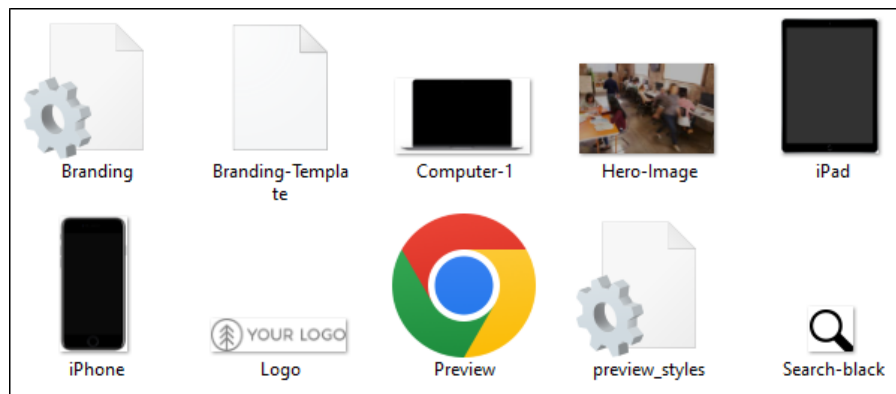 Branding
Branding-Templa
te
Computer-1
Hero-Image
iPad
iPhone
YOUR LOGO
Logo
Preview
preview_styles
Search-black